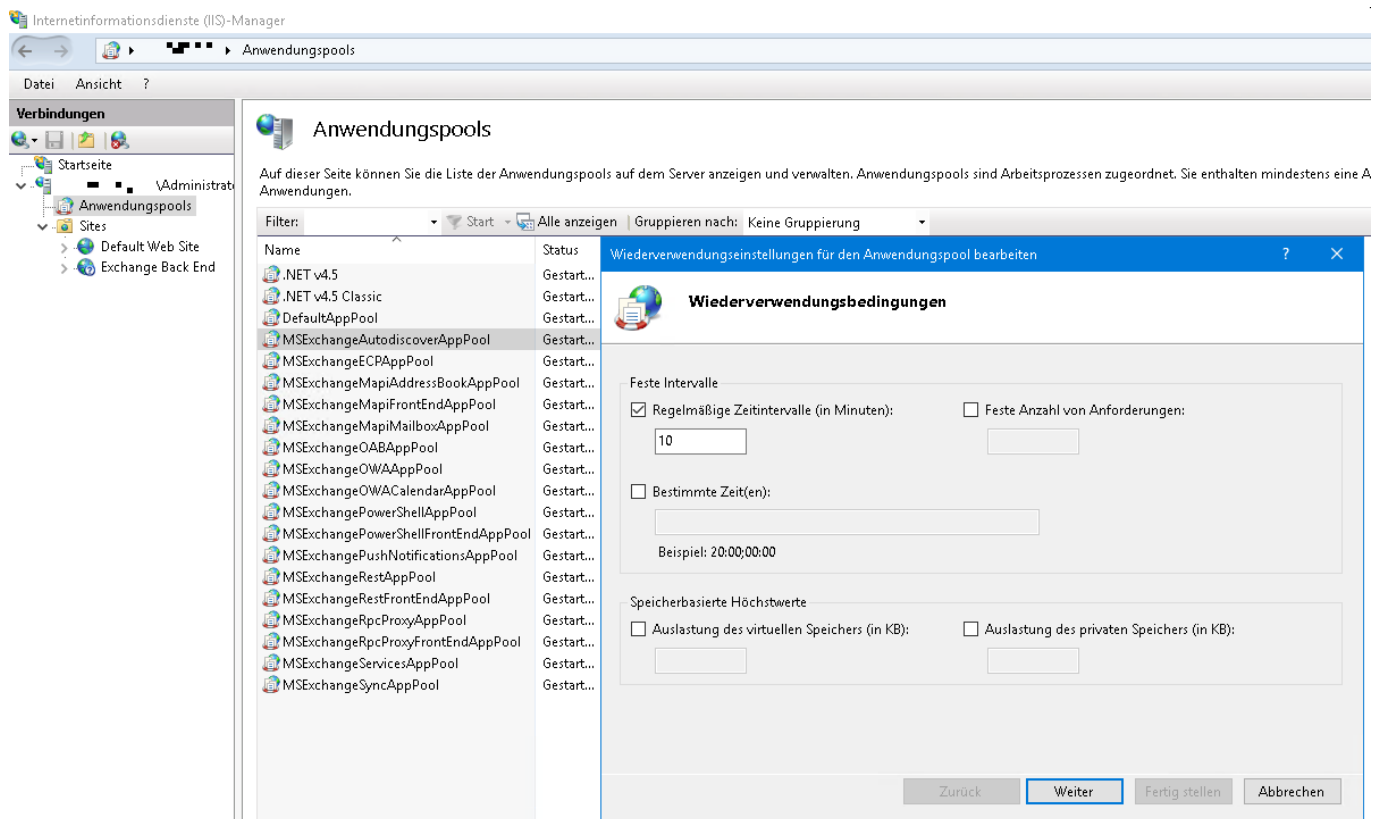 Internetinformationsdienste (IIS)-Manager
Anwendungspools
Datei Ansicht ?
Verbindungen
Startseite
\Administrat
Anwendungspools
Sites
Default Web Site
Exchange Back End
Anwendungspools
Auf dieser Seite können Sie die Liste der Anwendungspools auf dem Server anzeigen und verwalten. Anwendungspools sind Arbeitsprozessen zugeordnet. Sie enthalten mindestens eine A
Anwendungen.
Filter: Start Alle anzeigen Gruppieren nach: Keine Gruppierung
Name Status
.NET v4.5 Gestart...
.NET v4.5 Classic Gestart...
DefaultAppPool Gestart...
MSExchangeAutodiscoverAppPool Gestart...
MSExchangeECPAppPool Gestart...
MSExchangeMapiAddressBookAppPool Gestart...
MSExchangeMapiFrontEndAppPool Gestart...
MSExchangeMapiMailboxAppPool Gestart...
MSExchangeOABAppPool Gestart...
MSExchangeOWAAppPool Gestart...
MSExchangeOWACalendarAppPool Gestart...
MSExchangePowerShellAppPool Gestart...
MSExchangePowerShellFrontEndAppPool Gestart...
MSExchangePushNotificationsAppPool Gestart...
MSExchangeRestAppPool Gestart...
MSExchangeRestFrontEndAppPool Gestart...
MSExchangeRpcProxyAppPool Gestart...
MSExchangeRpcProxyFrontEndAppPool Gestart...
MSExchangeServicesAppPool Gestart...
MSExchangeSyncAppPool Gestart...
Wiederverwendungseinstellungen für den Anwendungspool bearbeiten ?
Wiederverwendungsbedingungen
Feste Intervalle
Regelmäßige Zeitintervalle (in Minuten): Feste Anzahl von Anforderungen:
10
Bestimmte Zeit(en):
Beispiel: 20:00;00:00
Speicherbasierte Höchstwerte
Auslastung des virtuellen Speichers (in KB): Auslastung des privaten Speichers (in KB):
Zurück Weiter Fertig stellen Abbrechen